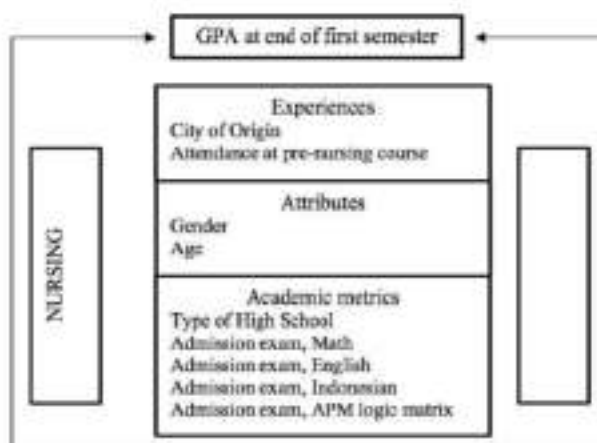 GPA at end of first semester
Experiences
City of Origin
Attendance at pre-nursing course
NURSING
Attributes
Gender
Age
Academic metrics
Type of High School
Admission exam, Math
Admission exam, English
Admission exam, Indonesian
Admission exam, APM logic matrix